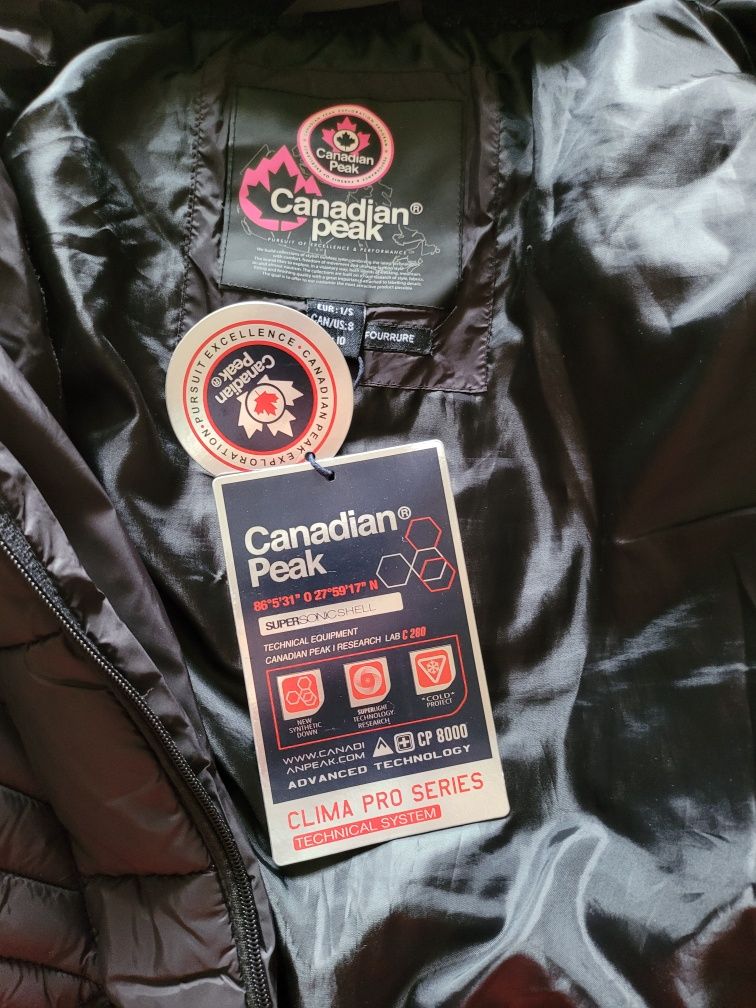 Canadian
Peak
Canadian®
peak
PURSUIT OF EXCELLENCE & PERFORMANCE
EUR: 1/S
CAN/US:8
10
FOURRURE
PURSUIT EXCELLENCE • CANADIAN PEAK EXPLORATION •
Canadian
Peak®
Canadian®
Peak
86°5'31" O 27°59'17" N
SUPERSONICSHELL
TECHNICAL EQUIPMENT
CANADIAN PEAK I RESEARCH LAB C 280
NEW
SYNTHETIC
DOWN
SUPERLIGHT
TECHNOLOGY
RESEARCH
*COLD*
PROTECT
WWW.CANADI
ANPEAK.COM
CP 8000
ADVANCED TECHNOLOGY
CLIMA PRO SERIES
TECHNICAL SYSTEM